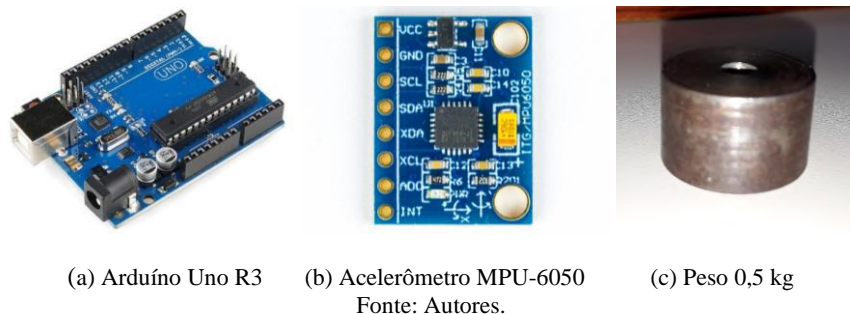 UNO
VCC
GND
SCL
SDA
XDA
XCL
ADO
INT
ITG/MPU6050
(a) Arduíno Uno R3 (b) Acelerômetro MPU-6050 (c) Peso 0,5 kg
Fonte: Autores.